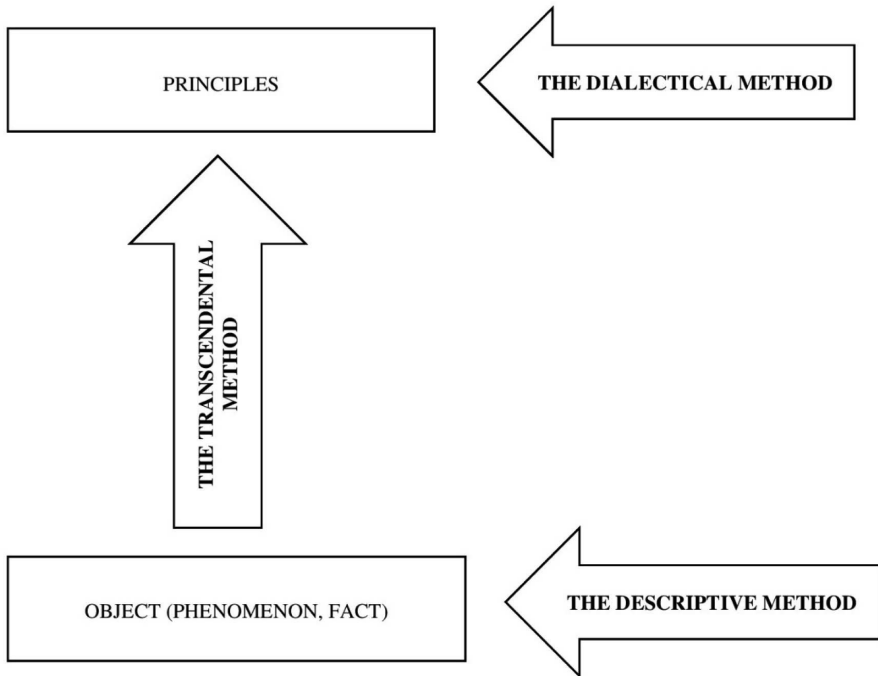 PRINCIPLES
THE DIALECTICAL METHOD
THE TRANSCENDENTAL
METHOD
OBJECT (PHENOMENON, FACT)
THE DESCRIPTIVE METHOD